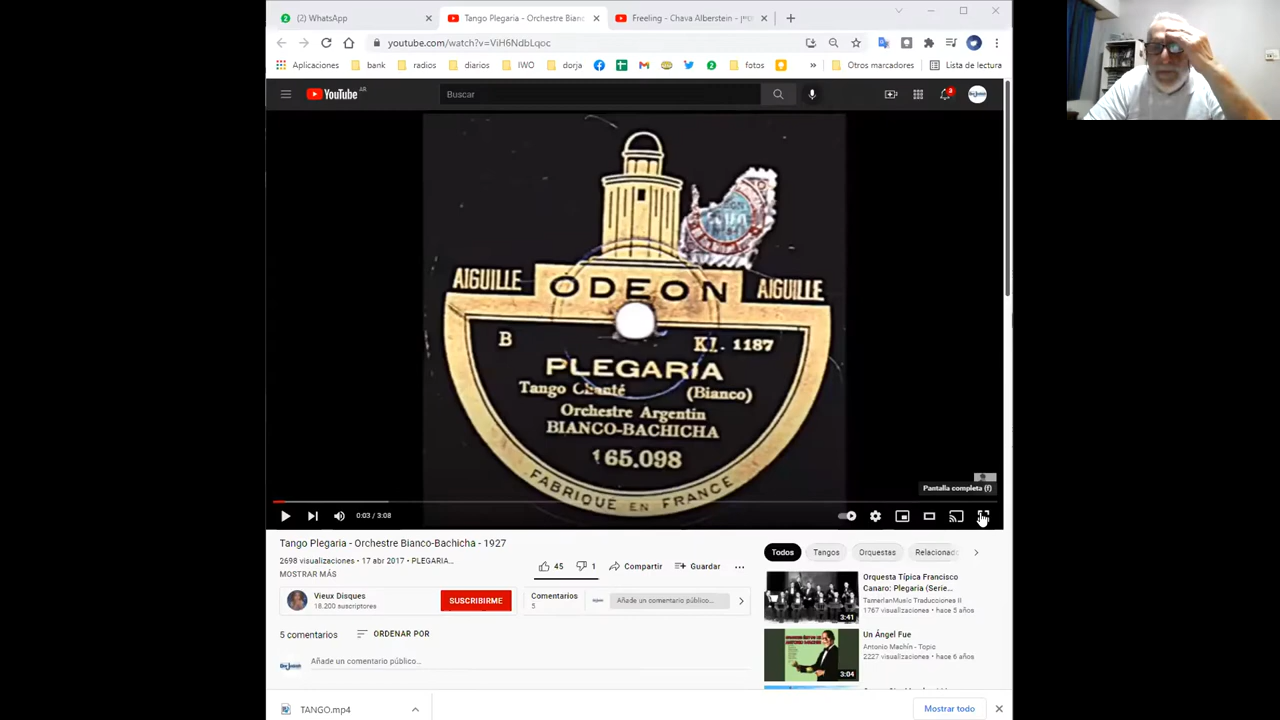 (2) WhatsApp
Tango Plegaria - Orchestre Bianc
Freeling - Chava Alberstein -
youtube.com/watch?v=ViH6NdbLqoc
Aplicaciones
bank
diarios
IWO
dorja
fotos
Otros marcadores
Lista de lectura
YouTube AR
Buscar
3
AIGUILLE ODEON AIGUILLE
B
KI. 1187
PLEGARIA
Tango Chanté (Bianco)
Orchestre Argentin
BIANCO-BACHICHA
165.098
FABRIQUÉ EN FRANCE
Pantalla completa (f)
0:03 / 3:08
Tango Plegaria - Orchestre Bianco-Bachicha - 1927
2698 visualizaciones • 17 abr 2017 • PLEGARIA...
MOSTRAR MÁS
45
1
Compartir
Guardar
Vieux Disques
18.200 suscriptores
SUSCRIBIRME
Comentarios
5
Añade un comentario público...
5 comentarios
ORDENAR POR
Añade un comentario público...
Todos
Tangos
Orquestas
Relacionado
Orquesta Típica Francisco
Canaro: Plegaria (Serie...
TamerlanMusic Traducciones II
1767 visualizaciones • hace 5 años
3:41
Un Ángel Fue
Antonio Machín - Topic
2227 visualizaciones • hace 6 años
3:04
TANGO.mp4
Mostrar todo